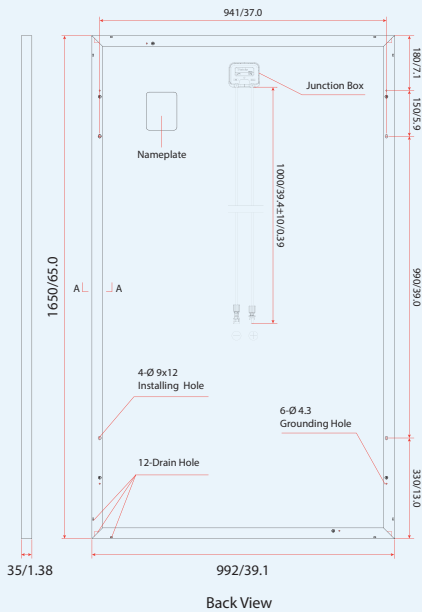 941/37.0
180/7.1
Junction Box
150/5.9
Nameplate
1000/39.4±10/0.39
1650/65.0
A
A
990/39.0
4-Ø 9x12
Installing Hole
6-Ø 4.3
Grounding Hole
12-Drain Hole
330/13.0
35/1.38
992/39.1
Back View